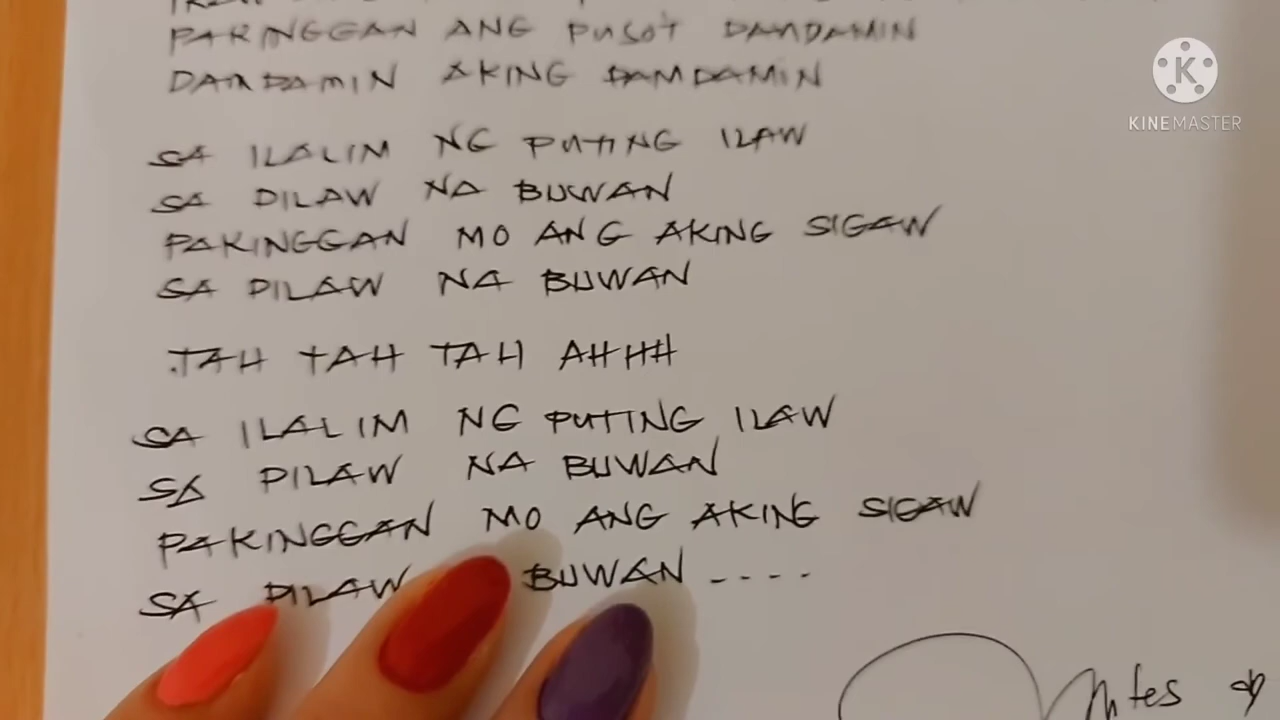 PAKINGGAN ANG PUSOT DAMDAMIN
DAMDAMIN AKING DAMDAMIN
SA ILALIM NG PUTING ILAW
SA DILAW NA BUWAN
PAKINGGAN MO ANG AKING SIGAW
SA DILAW NA BUWAN
TAH TAH TAH AHHH
SA ILALIM NG PUTING ILAW
SA DILAW NA BUWAN
PAKINGGAN MO ANG AKING SIGAW
SA DILAW BUWAN ----
KINEMASTER